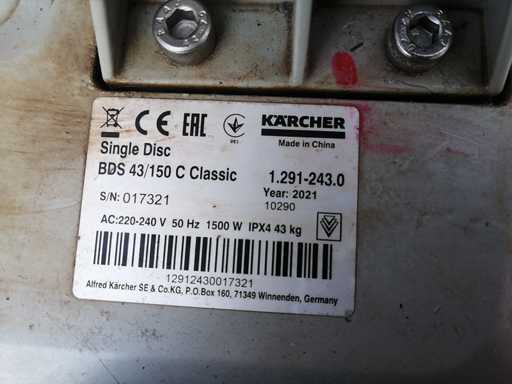 CE EAC KÄRCHER
Made in China
Single Disc
BDS 43/150 C Classic 1.291-243.0
Year: 2021
S/N: 017321 10290
AC:220-240 V 50 Hz 1500 W IPX4 43 kg
12912430017321
Alfred Kärcher SE & Co.KG, P.O.Box 160, 71349 Winnenden, Germany